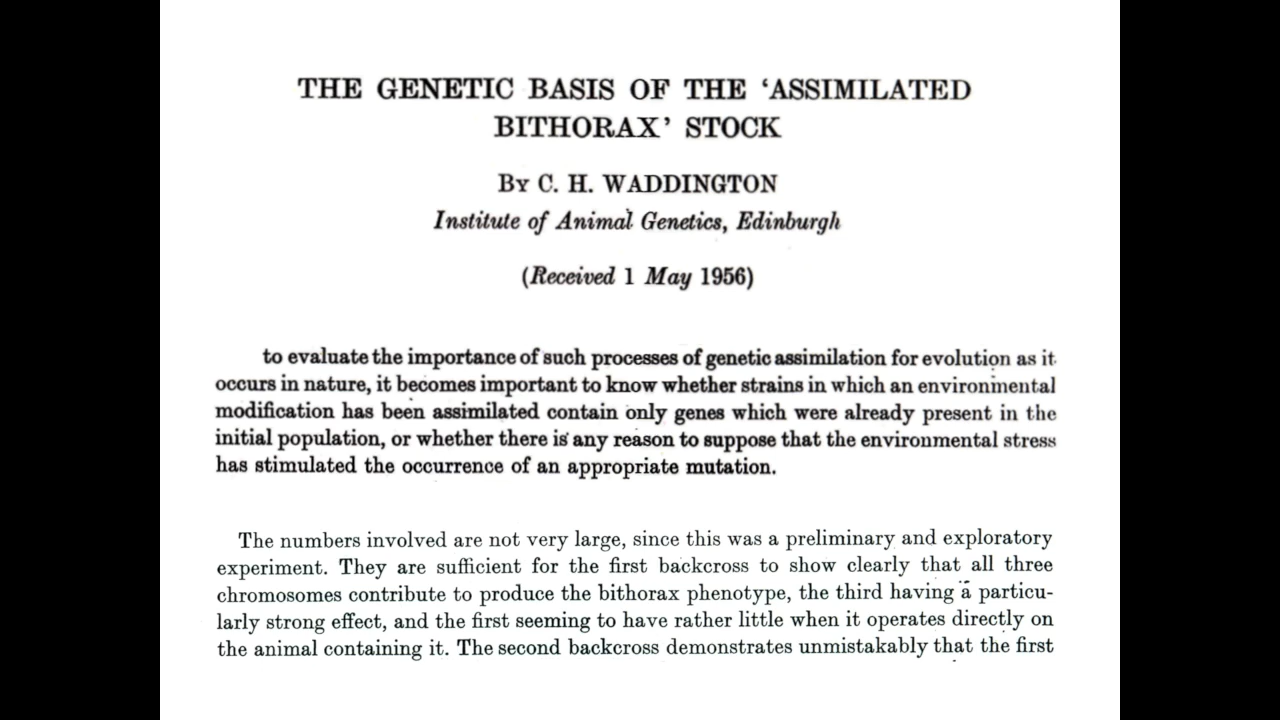 THE GENETIC BASIS OF THE ‘ASSIMILATED
BITHORAX’ STOCK
By C. H. WADDINGTON
Institute of Animal Genetics, Edinburgh
(Received 1 May 1956)
to evaluate the importance of such processes of genetic assimilation for evolution as it
occurs in nature, it becomes important to know whether strains in which an environmental
modification has been assimilated contain only genes which were already present in the
initial population, or whether there is any reason to suppose that the environmental stress
has stimulated the occurrence of an appropriate mutation.
The numbers involved are not very large, since this was a preliminary and exploratory
experiment. They are sufficient for the first backcross to show clearly that all three
chromosomes contribute to produce the bithorax phenotype, the third having a particu-
larly strong effect, and the first seeming to have rather little when it operates directly on
the animal containing it. The second backcross demonstrates unmistakably that the first